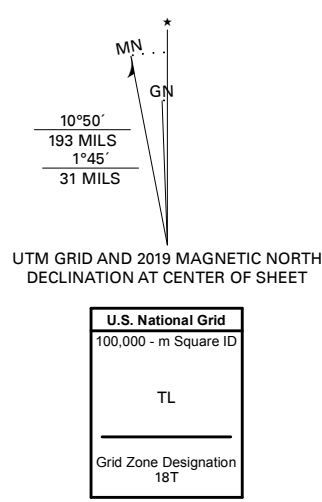 ★
MN
GN
10°50´
193 MILS
1°45´
31 MILS
UTM GRID AND 2019 MAGNETIC NORTH
DECLINATION AT CENTER OF SHEET
U.S. National Grid
100,000 - m Square ID
TL
Grid Zone Designation
18T